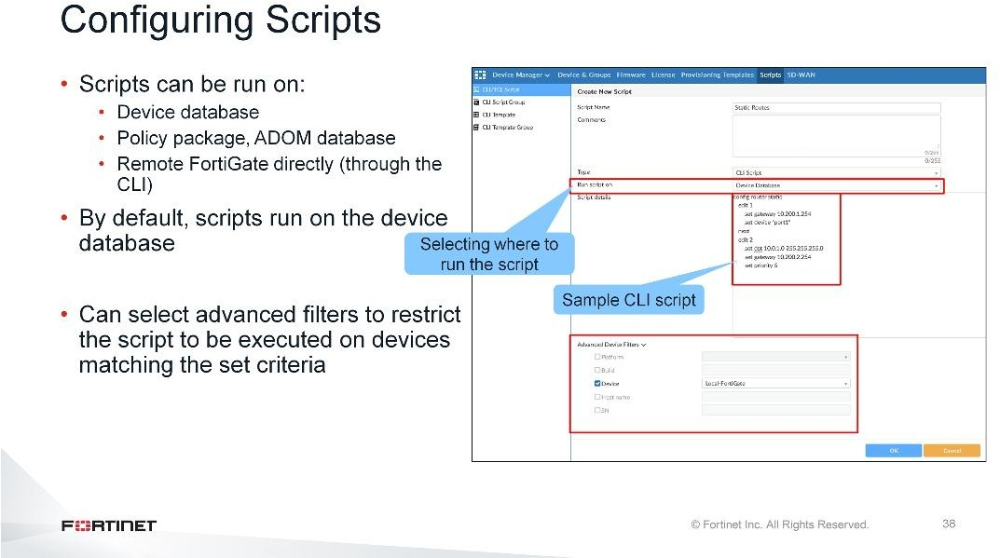 Configuring Scripts
• Scripts can be run on:
• Device database
• Policy package, ADOM database
• Remote FortiGate directly (through the
CLI)
• By default, scripts run on the device
database
• Can select advanced filters to restrict
the script to be executed on devices
matching the set criteria
Device Manager Device & Groups Firmware License Provisioning Templates Scripts SD-WAN
CLI/TCL Script
CLI Script Group
CLI Template
CLI Template Group
Create New Script
Script Name Static Routes
Comments
0/255
0/255
Type CLI Script
Run script on Device Database
Script details
config router static
edit 1
set gateway 10.200.1.254
set device "port1"
next
edit 2
set dst 10.0.1.0 255.255.255.0
set gateway 10.200.2.254
set priority 5
Selecting where to
run the script
Sample CLI script
Advanced Device Filters
Platform
Build
Device Local-FortiGate
Host name
SN
OK Cancel
FORTINET
© Fortinet Inc. All Rights Reserved.
38